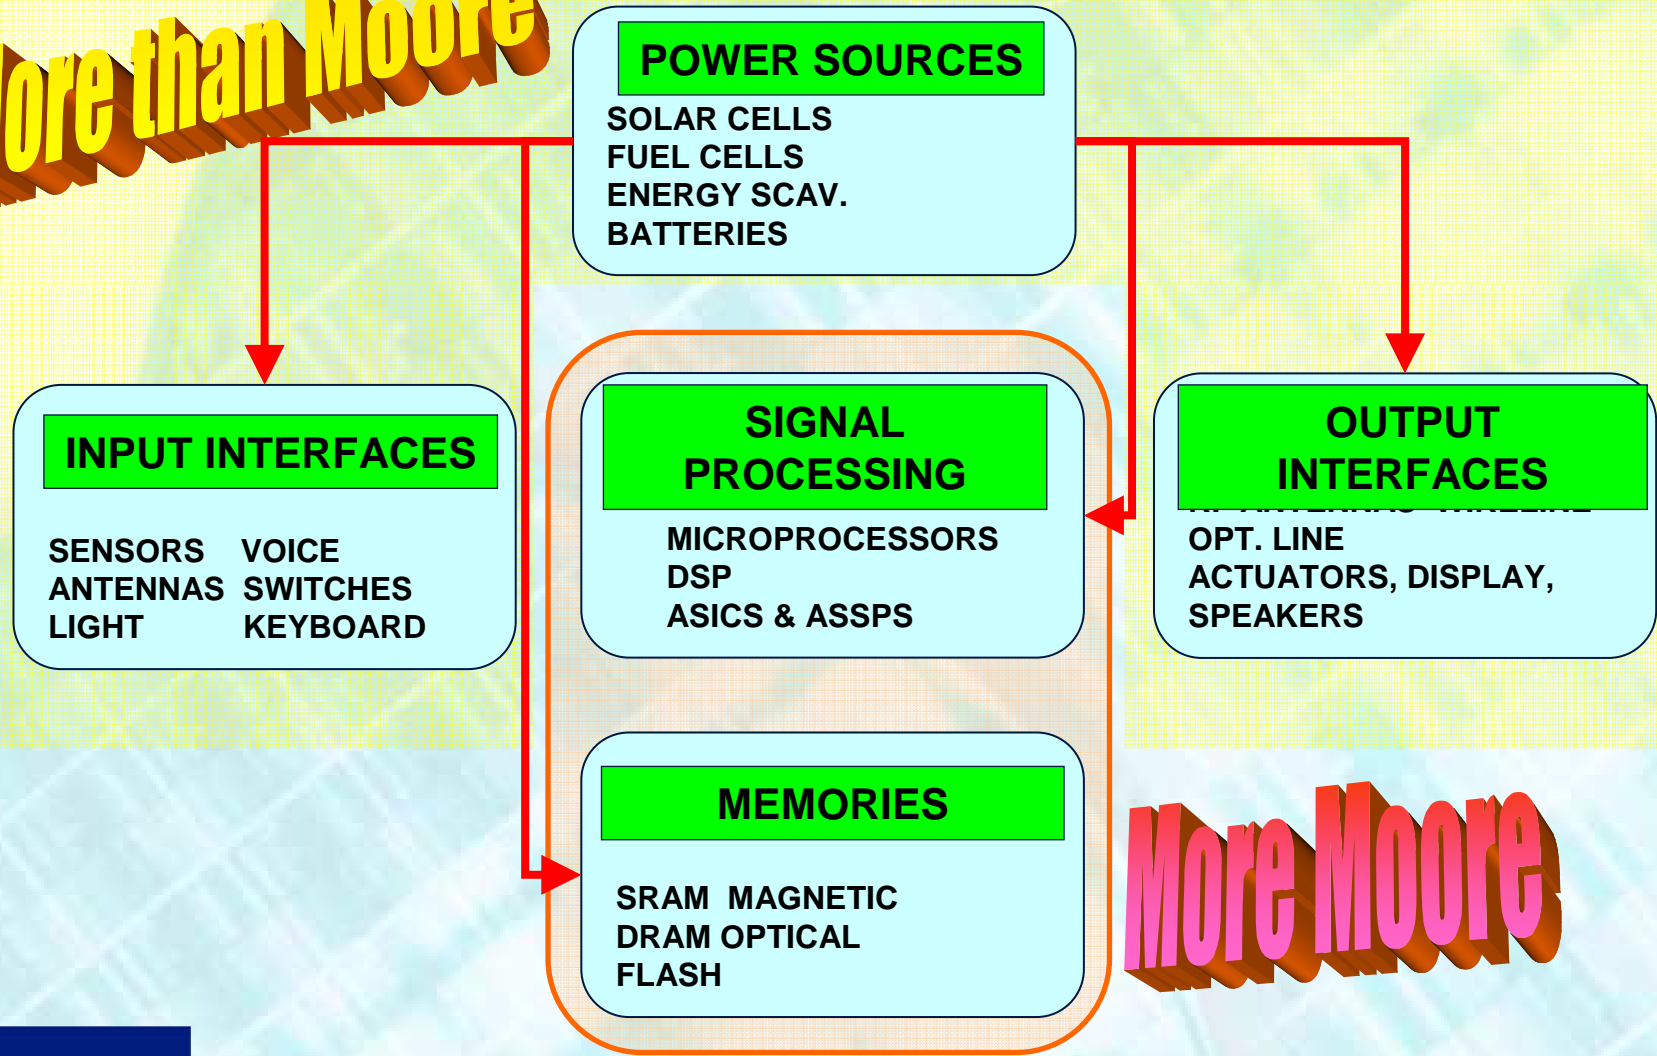 More than Moore
POWER SOURCES
SOLAR CELLS
FUEL CELLS
ENERGY SCAV.
BATTERIES
INPUT INTERFACES
SENSORS VOICE
ANTENNAS SWITCHES
LIGHT KEYBOARD
SIGNAL
PROCESSING
MICROPROCESSORS
DSP
ASICS & ASSPS
OUTPUT
INTERFACES
OPT. LINE
ACTUATORS, DISPLAY,
SPEAKERS
MEMORIES
SRAM MAGNETIC
DRAM OPTICAL
FLASH
More Moore